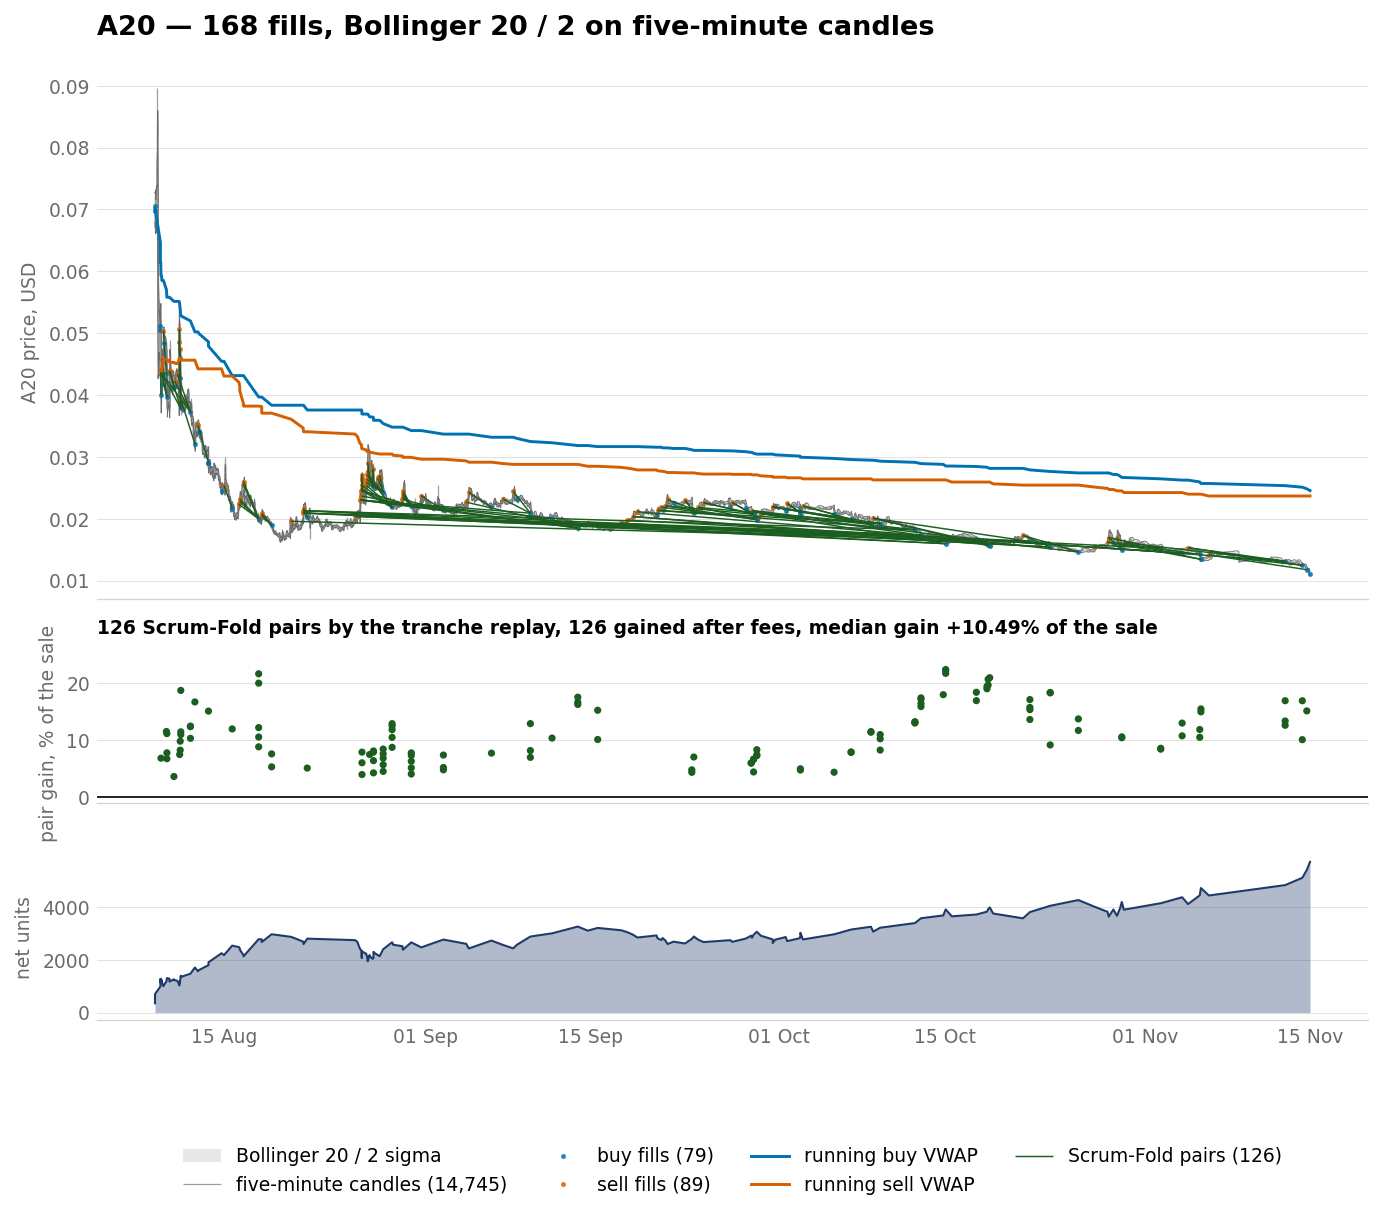 A20 — 168 fills, Bollinger 20 / 2 on five-minute candles
A20 price, USD
0.09
0.08
0.07
0.06
0.05
0.04
0.03
0.02
0.01
126 Scrum-Fold pairs by the tranche replay, 126 gained after fees, median gain +10.49% of the sale
pair gain, % of the sale
20
10
0
net units
4000
2000
0
15 Aug
01 Sep
15 Sep
01 Oct
15 Oct
01 Nov
15 Nov
Bollinger 20 / 2 sigma
five-minute candles (14,745)
buy fills (79)
sell fills (89)
running buy VWAP
running sell VWAP
Scrum-Fold pairs (126)